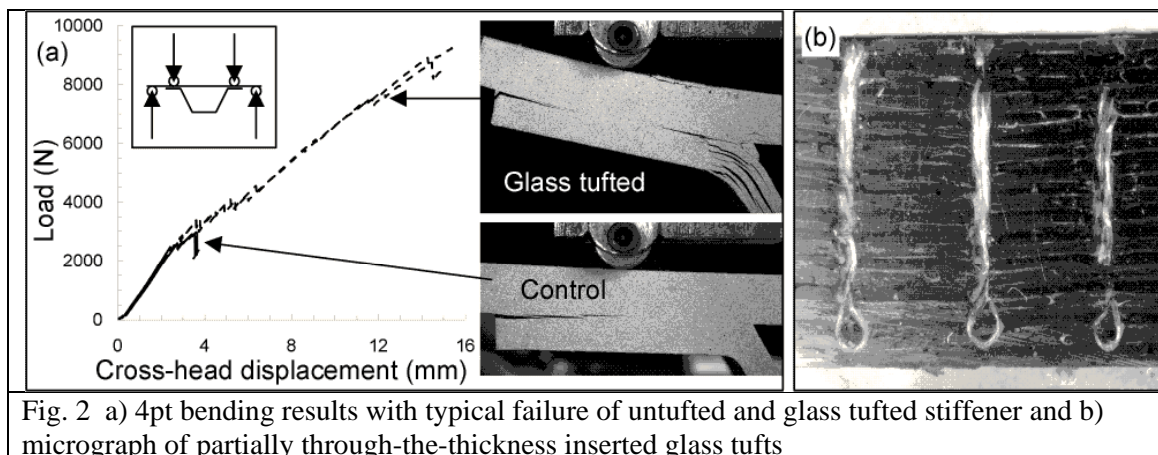 (a)
10000
8000
6000
4000
2000
0
Load (N)
0 4 8 12 16
Cross-head displacement (mm)
Glass tufted
Control
(b)
Fig. 2 a) 4pt bending results with typical failure of untufted and glass tufted stiffener and b)
micrograph of partially through-the-thickness inserted glass tufts